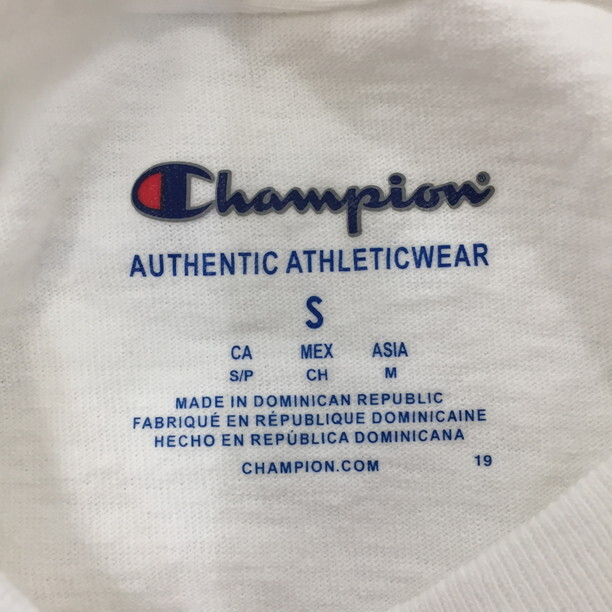 Champion
AUTHENTIC ATHLETICWEAR
S
CA MEX ASIA
S/P CH M
MADE IN DOMINICAN REPUBLIC
FABRIQUÉ EN RÉPUBLIQUE DOMINICAINE
HECHO EN REPÚBLICA DOMINICANA
CHAMPION.COM 19